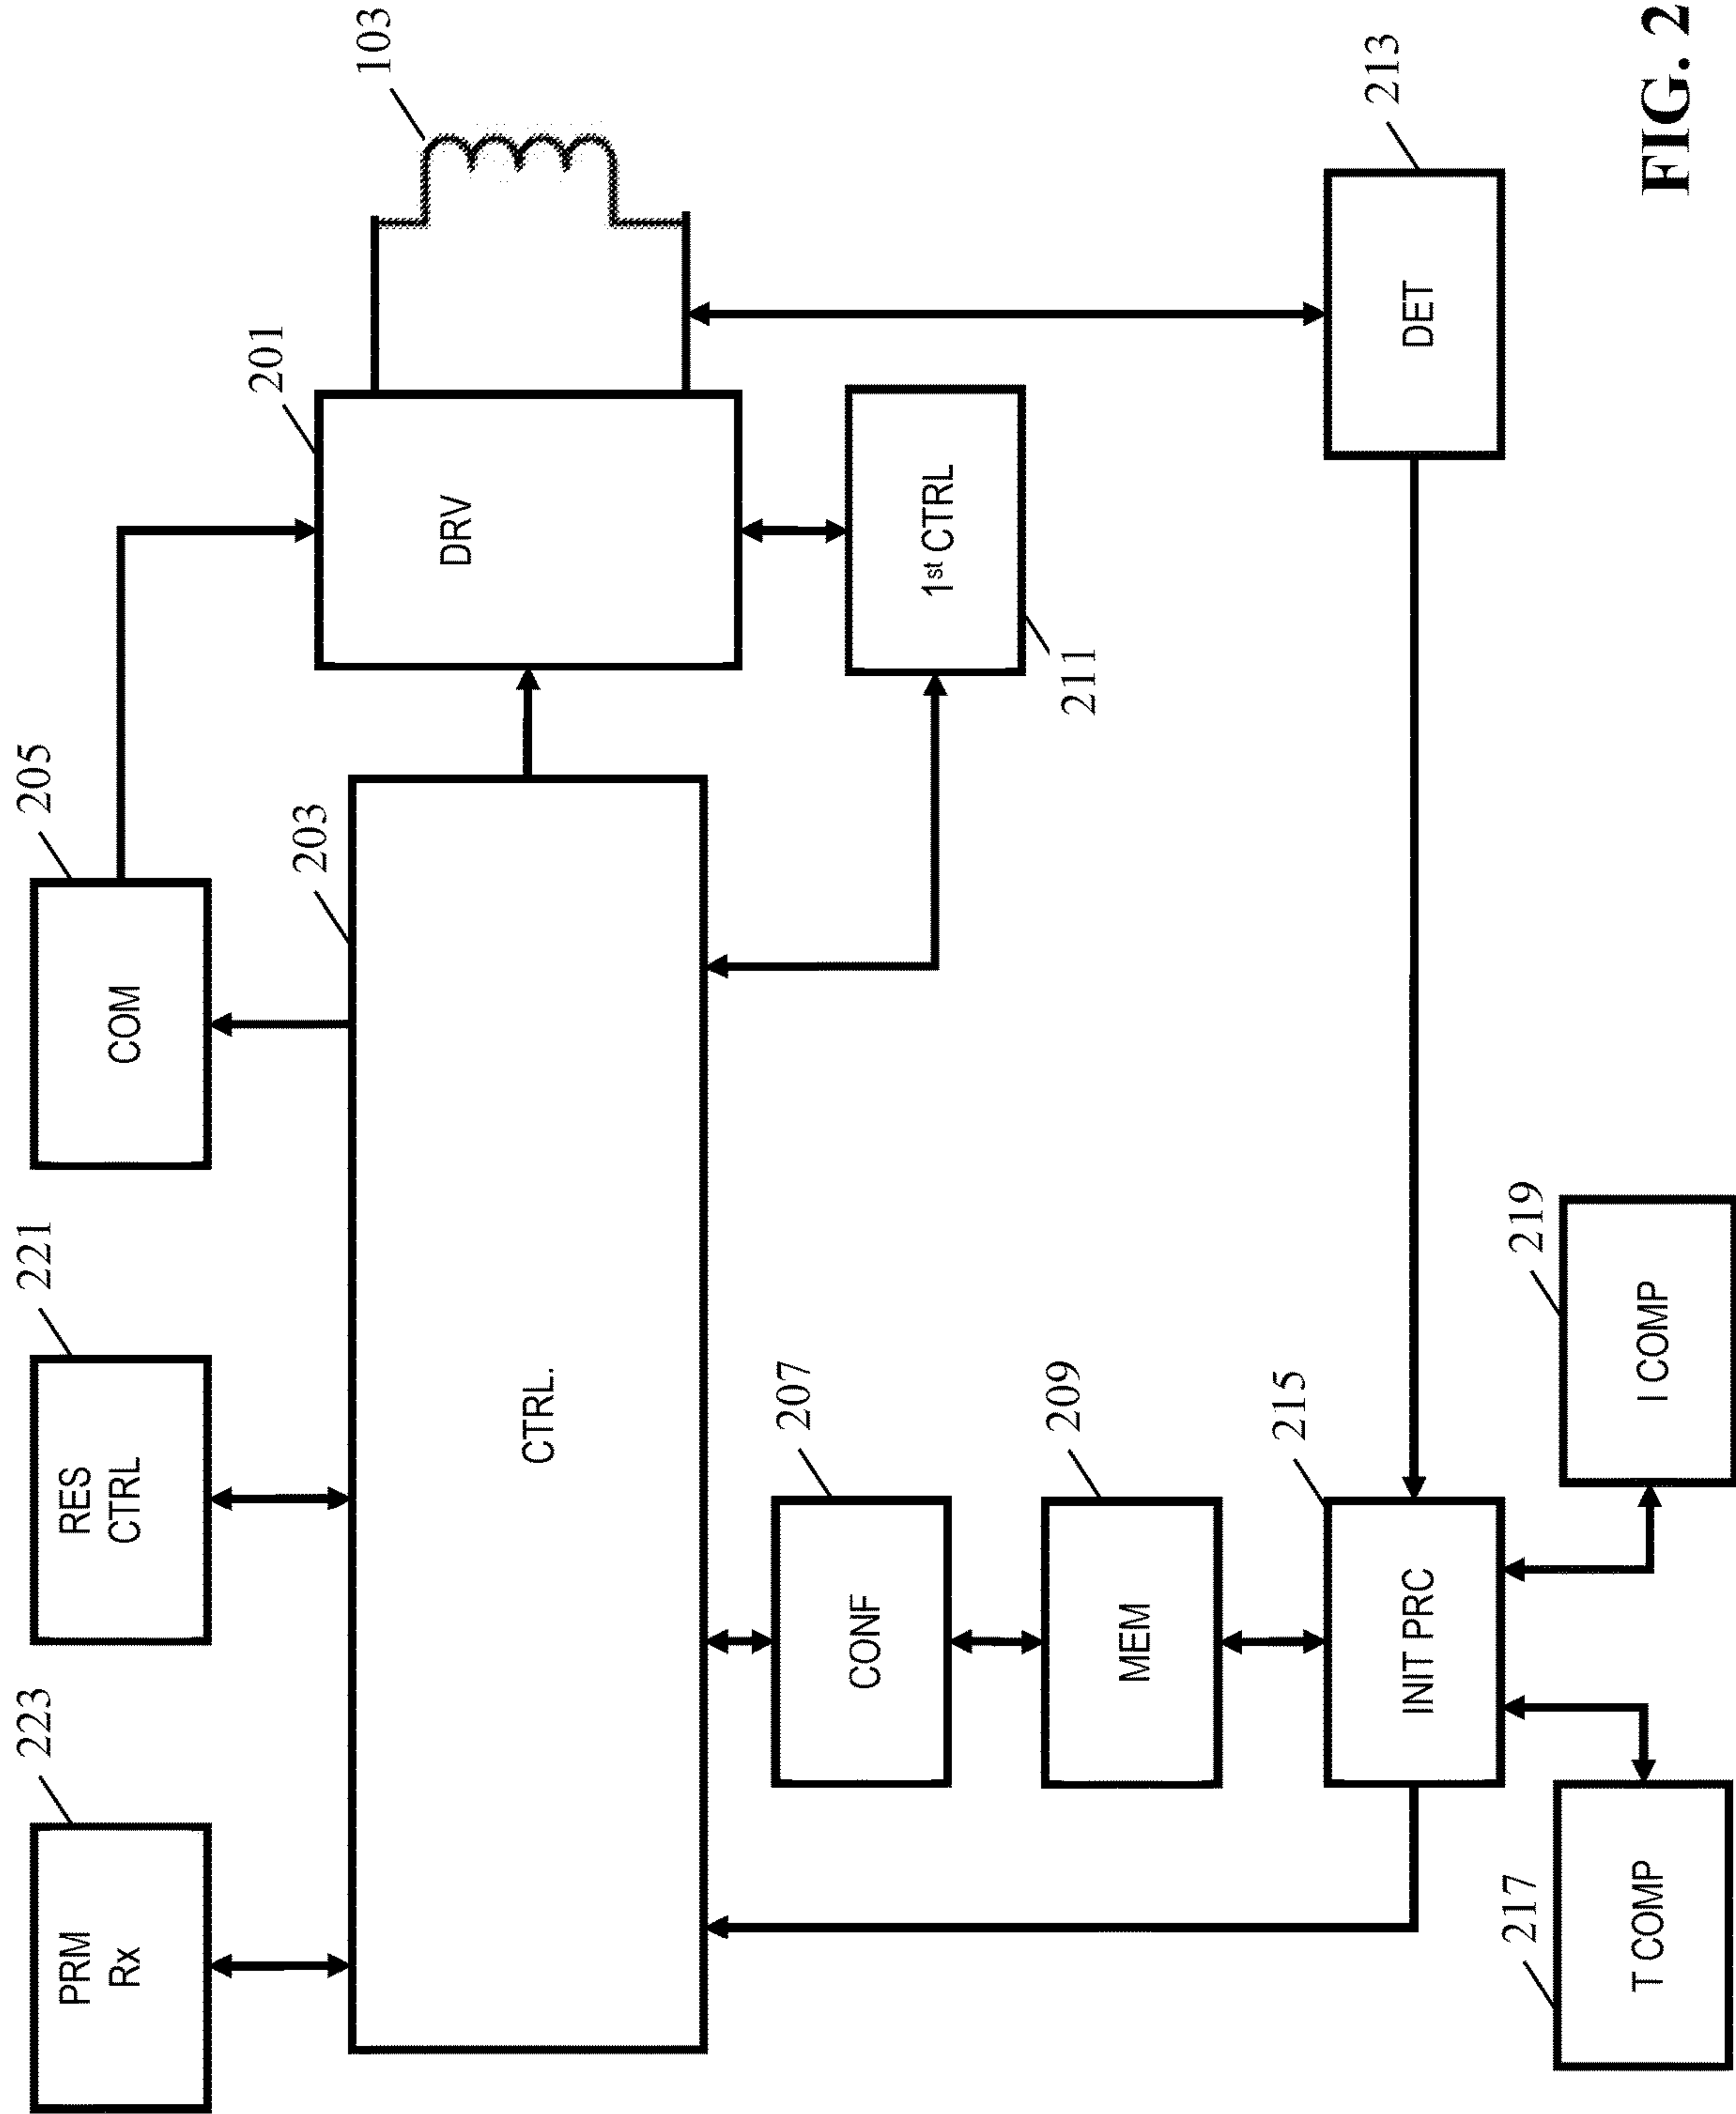 223
221
205
PRM
Rx
RES
CTRL
COM
203
201
103
CTRL.
DRV
207
CONF
211
1st CTRL
209
MEM
215
213
INIT PRC
DET
217
219
T COMP
I COMP
FIG. 2